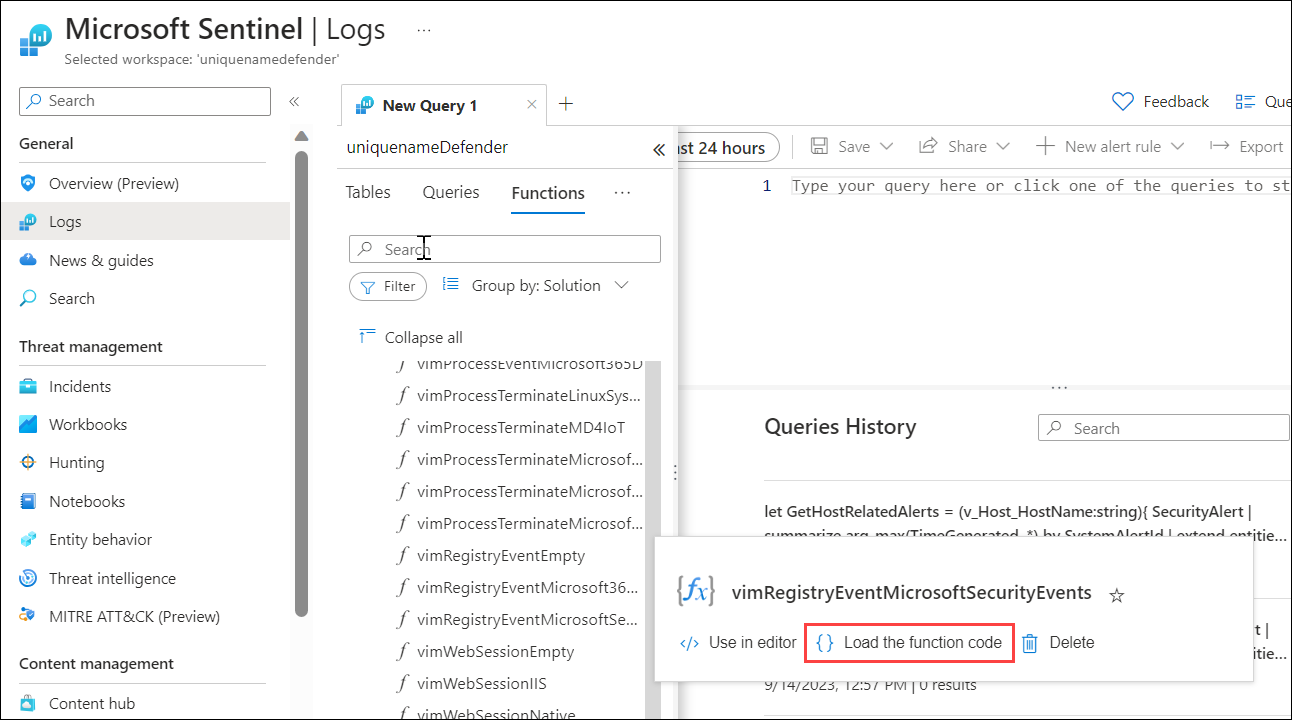 Microsoft Sentinel | Logs ...
Selected workspace: 'uniquenamedefender'
Search
General
Overview (Preview)
Logs
News & guides
Search
Threat management
Incidents
Workbooks
Hunting
Notebooks
Entity behavior
Threat intelligence
MITRE ATT&CK (Preview)
Content management
Content hub
New Query 1
uniquenameDefender
Tables Queries Functions ...
Search
Filter Group by: Solution
Collapse all
f vimProcessEventMicrosoft365D
f vimProcessTerminateLinuxSys...
f vimProcessTerminateMD4IoT
f vimProcessTerminateMicrosof...
f vimProcessTerminateMicrosof...
f vimProcessTerminateMicrosof...
f vimRegistryEventEmpty
f vimRegistryEventMicrosoft36...
f vimRegistryEventMicrosoftSe...
f vimWebSessionEmpty
f vimWebSessionIIS
f vimWebSessionNative
Feedback Que
ast 24 hours Save Share New alert rule Export
1 Type your query here or click one of the queries to st
Queries History Search
let GetHostRelatedAlerts = (v_Host_HostName:string){ SecurityAlert |
summarize arg_max(TimeGenerated, *) by SystemAlertId | extend entitie...
{fx} vimRegistryEventMicrosoftSecurityEvents
</> Use in editor {} Load the function code Delete
t |
ntitie...
9/14/2023, 12:57 PM | 0 results